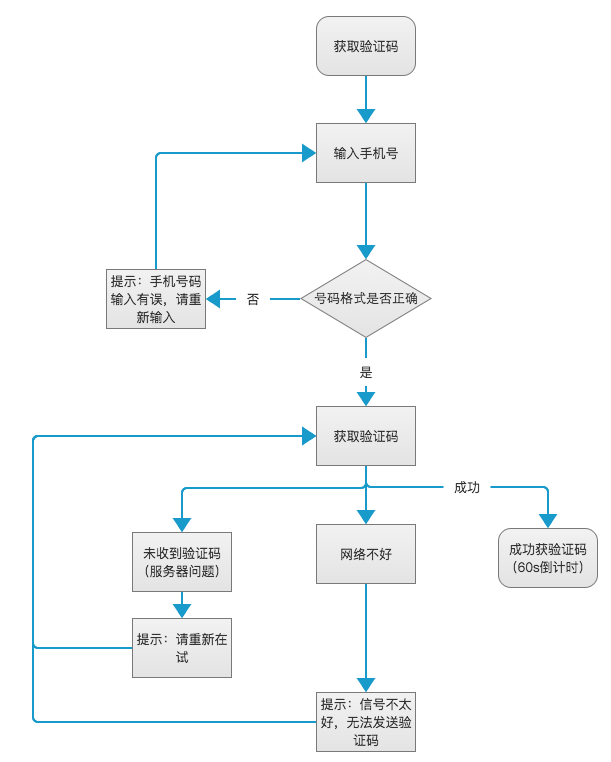 获取验证码
输入手机号
提示：手机号码
输入有误，请重
新输入
否
号码格式是否正确
是
获取验证码
成功
未收到验证码
（服务器问题）
网络不好
成功获验证码
（60s倒计时）
提示：请重新在
试
提示：信号不太
好，无法发送验
证码